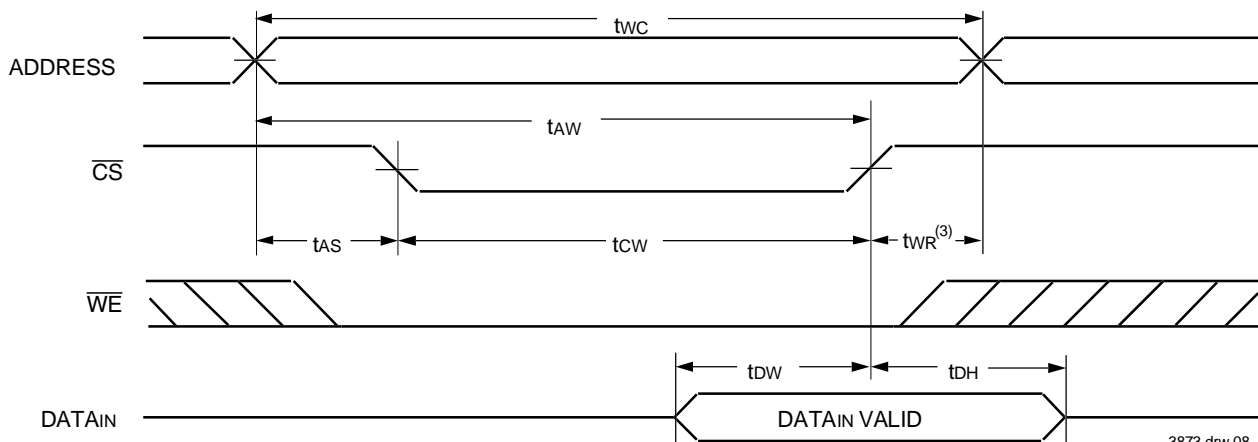 tWC
ADDRESS
tAW
CS
tAS
tCW
tWR(3)
WE
tDW
tDH
DATAIN
DATAIN VALID
3873 drw 08